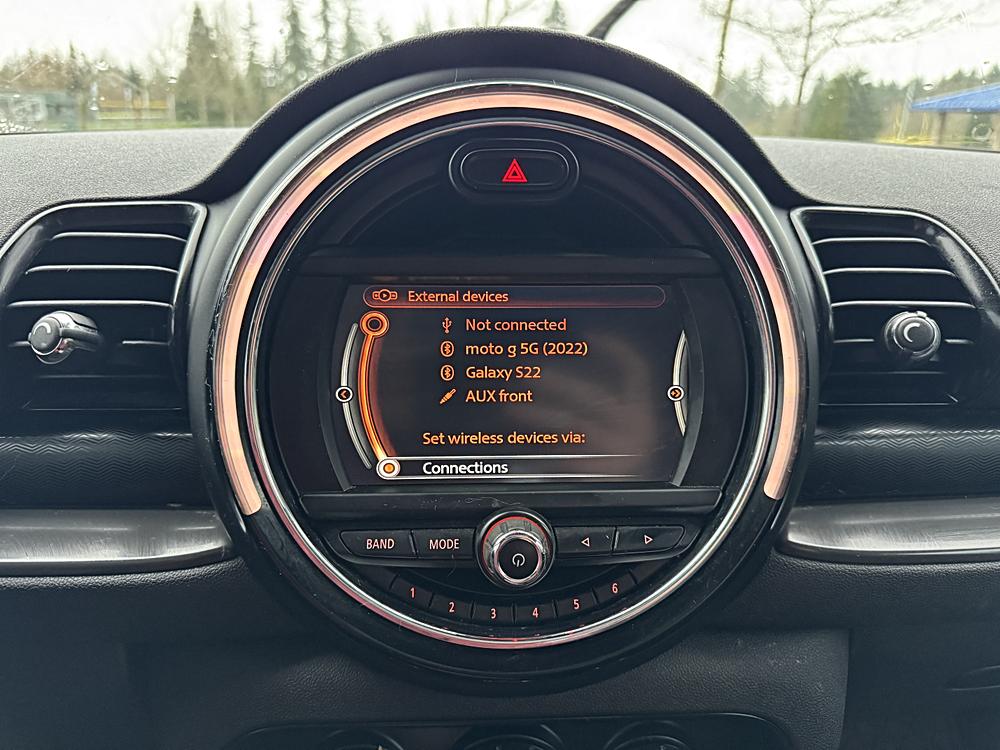 External devices
Not connected
moto g 5G (2022)
Galaxy S22
AUX front
Set wireless devices via:
Connections
BAND MODE
1 2 3 4 5 6